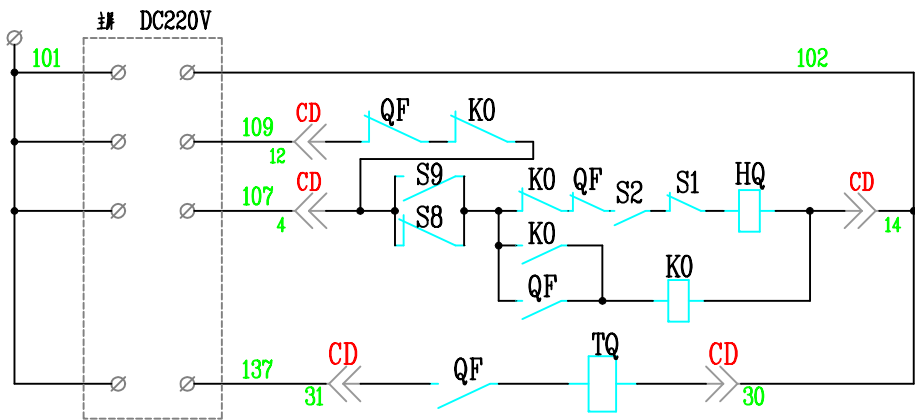 DC220V
101 102
109 CD QF K0
12
107 CD S9 K0 QF S2 S1 HQ CD
4 S8 14
K0
QF K0
137 CD QF TQ CD
31 30